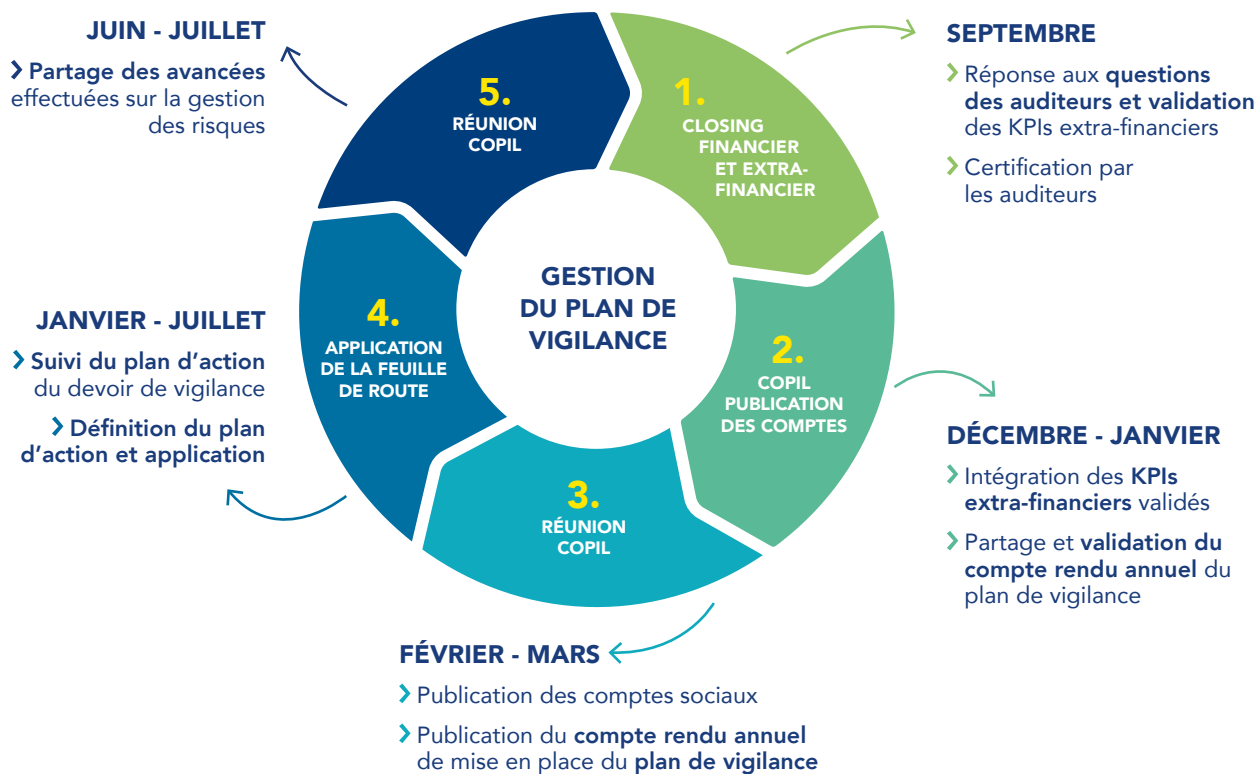 GESTION
DU PLAN DE
VIGILANCE
1.
CLOSING
FINANCIER
ET EXTRA-
FINANCIER
SEPTEMBRE
Réponse aux questions
des auditeurs et validation
des KPIs extra-financiers
Certification par
les auditeurs
2.
COPIL
PUBLICATION
DES COMPTES
DÉCEMBRE - JANVIER
Intégration des KPIs
extra-financiers validés
Partage et validation du
compte rendu annuel du
plan de vigilance
3.
RÉUNION
COPIL
FÉVRIER - MARS
Publication des comptes sociaux
Publication du compte rendu annuel
de mise en place du plan de vigilance
4.
APPLICATION
DE LA FEUILLE
DE ROUTE
JANVIER - JUILLET
Suivi du plan d'action
du devoir de vigilance
Définition du plan
d'action et application
5.
RÉUNION
COPIL
JUIN - JUILLET
Partage des avancées
effectuées sur la gestion
des risques